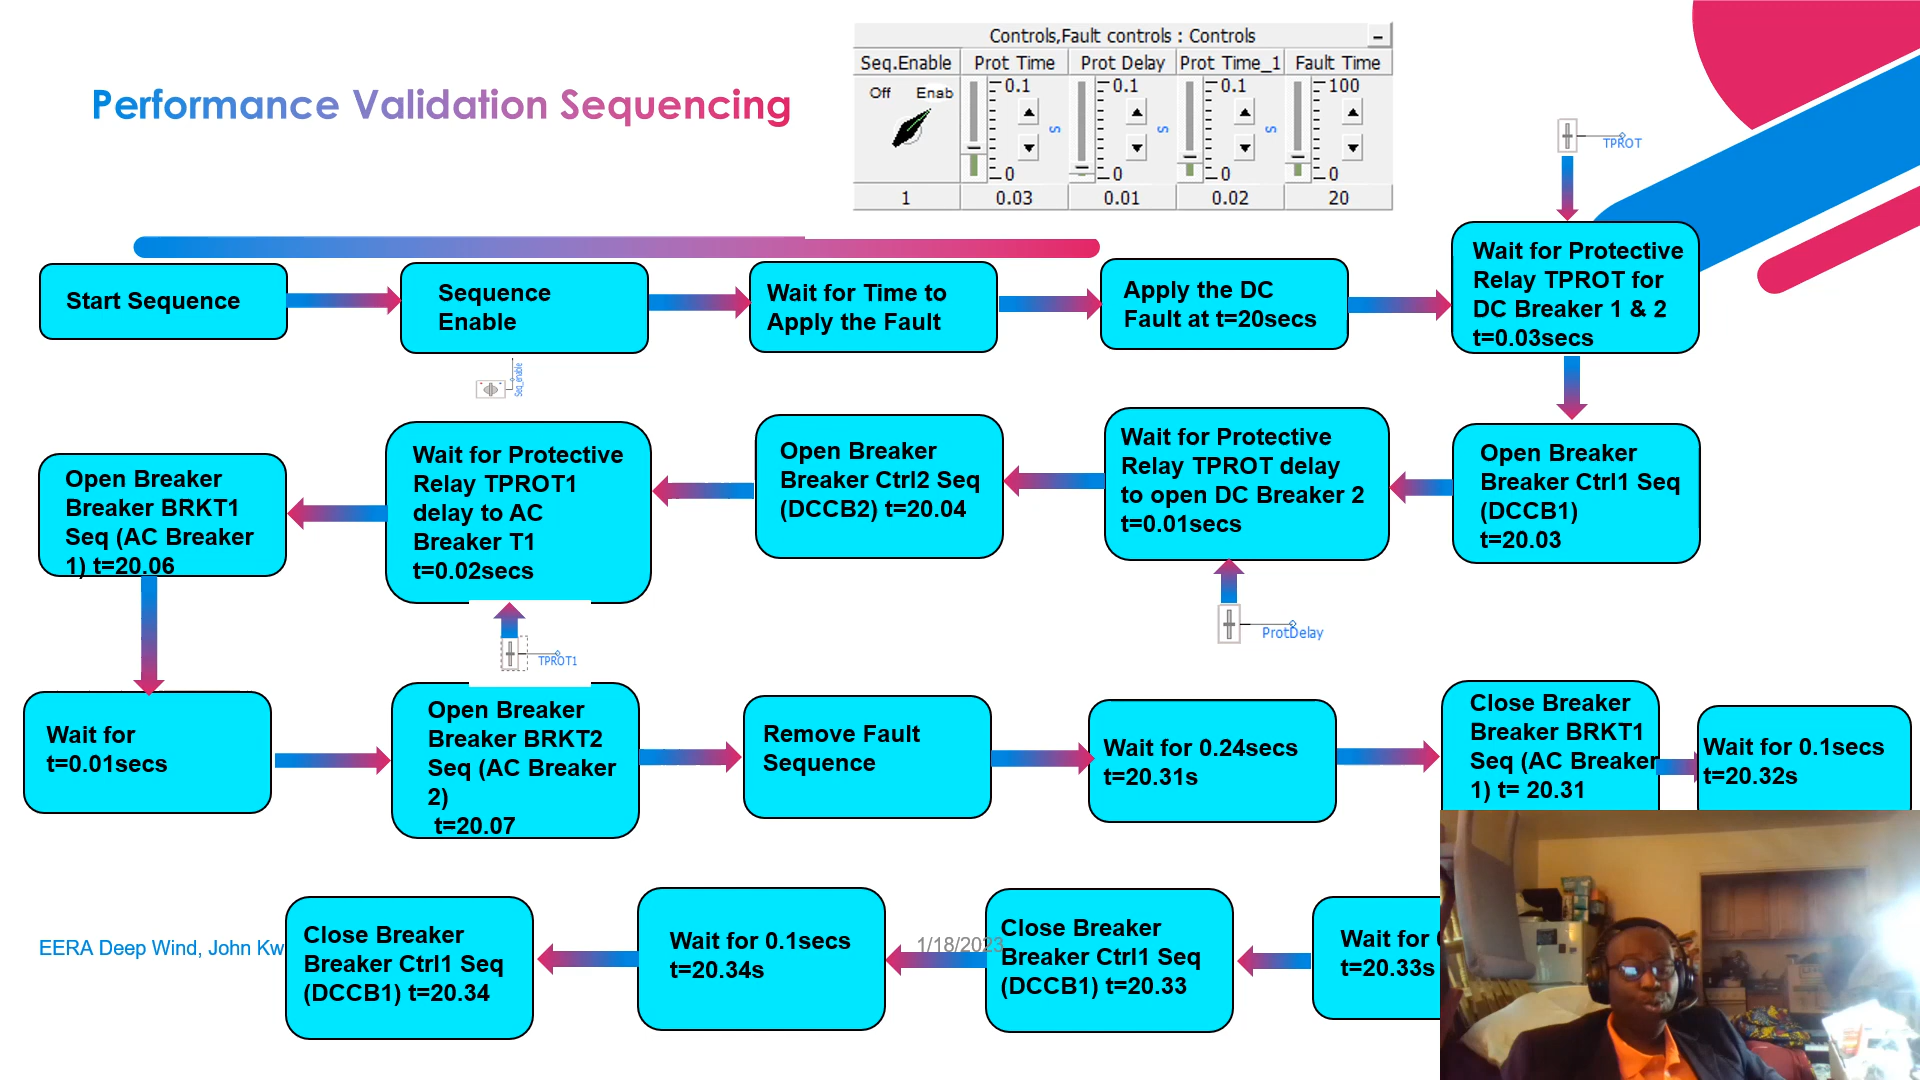 Performance Validation Sequencing
Controls,Fault controls : Controls
Seq.Enable Prot Time Prot Delay Prot Time_1 Fault Time
Off Enab
0.1 0.1 0.1 100
s s s
0 0 0 0
1 0.03 0.01 0.02 20
TPROT
Start Sequence
Sequence
Enable
Wait for Time to
Apply the Fault
Apply the DC
Fault at t=20secs
Wait for Protective
Relay TPROT for
DC Breaker 1 & 2
t=0.03secs
Seq_enable
Open Breaker
Breaker Ctrl1 Seq
(DCCB1)
t=20.03
Wait for Protective
Relay TPROT delay
to open DC Breaker 2
t=0.01secs
ProtDelay
Open Breaker
Breaker Ctrl2 Seq
(DCCB2) t=20.04
Wait for Protective
Relay TPROT1
delay to AC
Breaker T1
t=0.02secs
TPROT1
Open Breaker
Breaker BRKT1
Seq (AC Breaker
1) t=20.06
Wait for
t=0.01secs
Open Breaker
Breaker BRKT2
Seq (AC Breaker
2)
t=20.07
Remove Fault
Sequence
Wait for 0.24secs
t=20.31s
Close Breaker
Breaker BRKT1
Seq (AC Breaker
1) t= 20.31
Wait for 0.1secs
t=20.32s
Wait for
t=20.33s
Close Breaker
Breaker Ctrl1 Seq
(DCCB1) t=20.33
Wait for 0.1secs
t=20.34s
Close Breaker
Breaker Ctrl1 Seq
(DCCB1) t=20.34
EERA Deep Wind, John Kw
1/18/2023